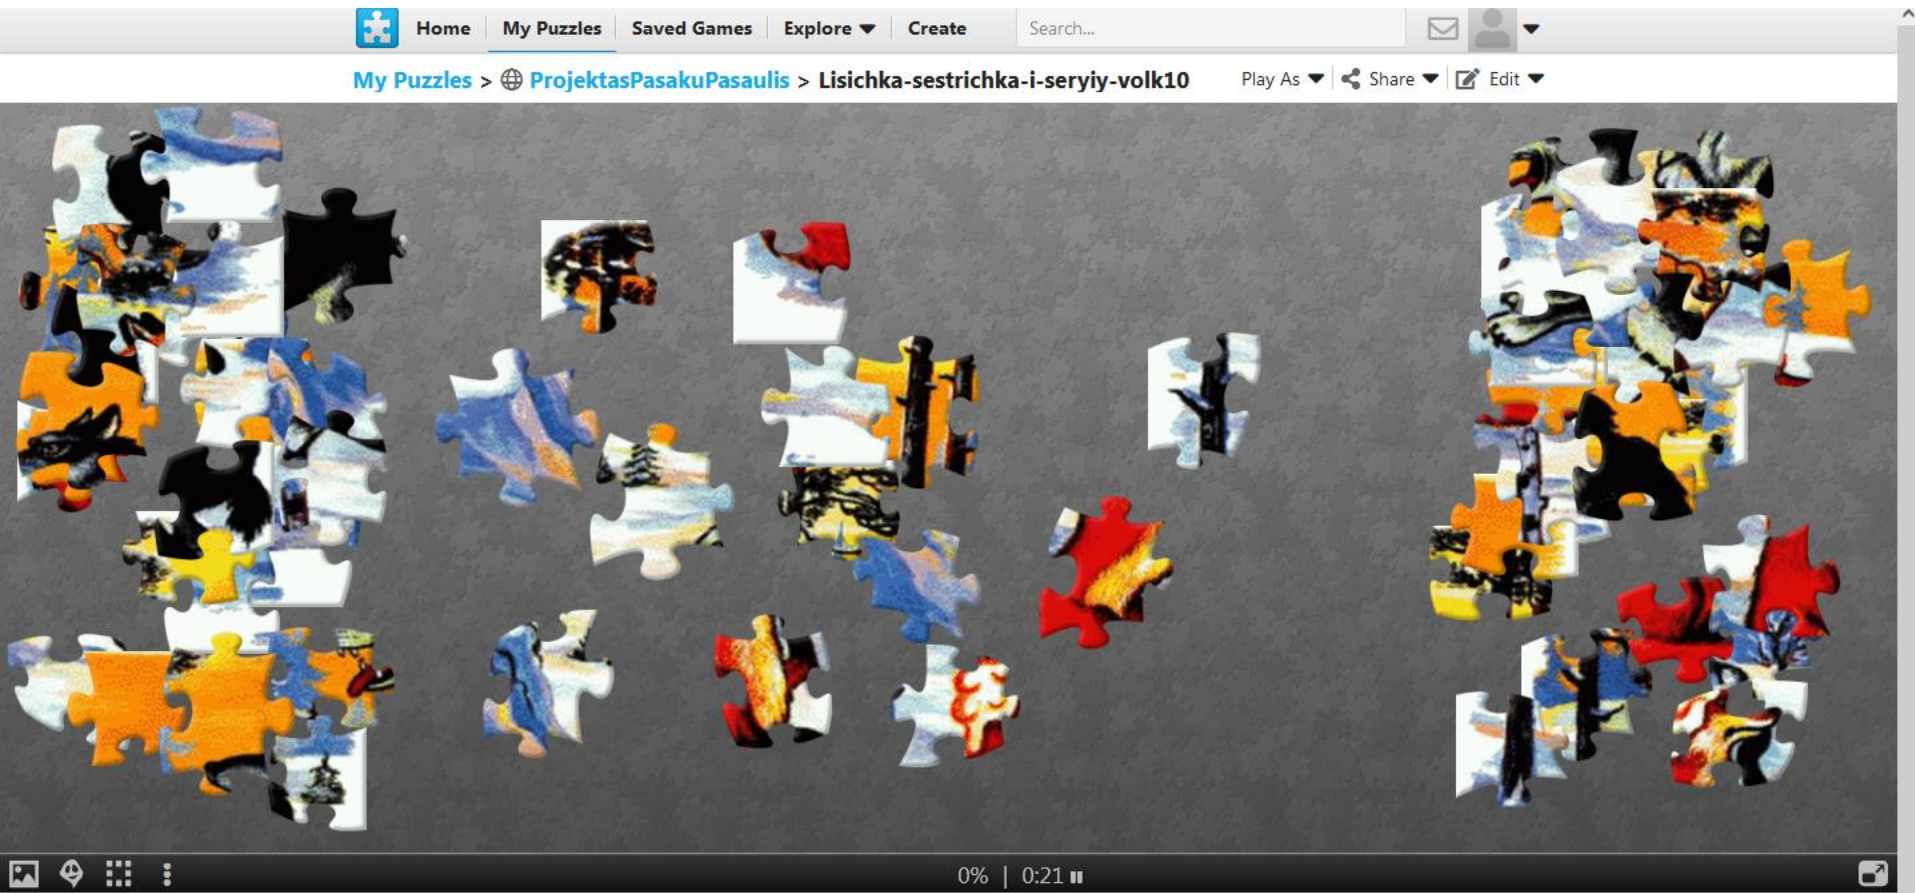 Home My Puzzles Saved Games Explore Create Search...
My Puzzles > ProjektasPasakuPasaulis > Lisichka-sestrichka-i-seryiy-volk10 Play As Share Edit
0% | 0:21